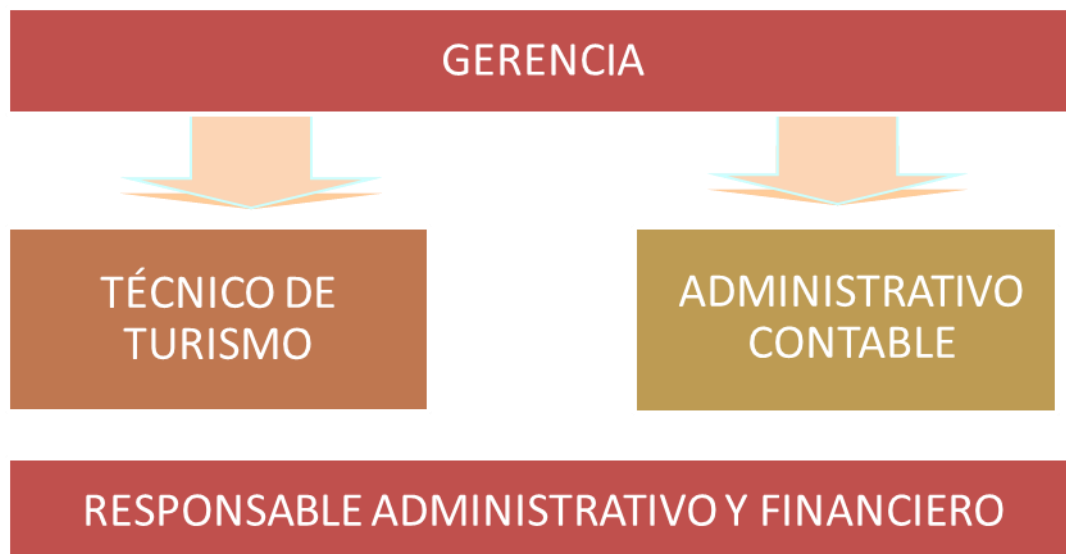 GERENCIA
TÉCNICO DE
TURISMO
ADMINISTRATIVO
CONTABLE
RESPONSABLE ADMINISTRATIVO Y FINANCIERO